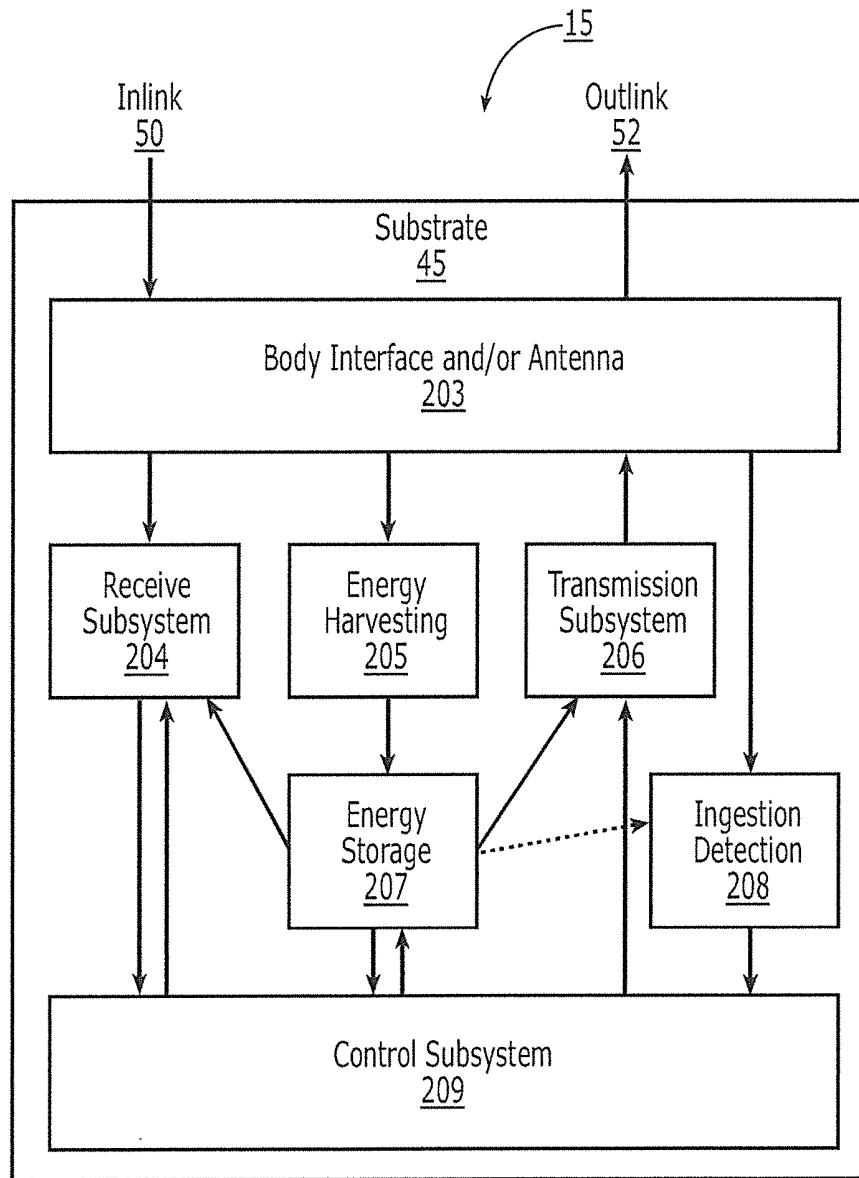 15
Inlink
50
Outlink
52
Substrate
45
Body Interface and/or Antenna
203
Receive
Subsystem
204
Energy
Harvesting
205
Transmission
Subsystem
206
Energy
Storage
207
Ingestion
Detection
208
Control Subsystem
209